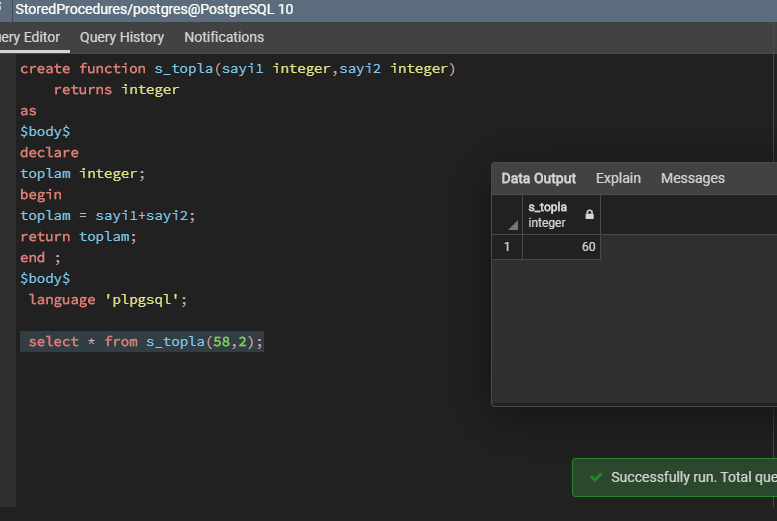 StoredProcedures/postgres@PostgreSQL 10
ery Editor Query History Notifications
create function s_topla(sayi1 integer,sayi2 integer)
returns integer
as
$body$
declare
toplam integer;
begin
toplam = sayi1+sayi2;
return toplam;
end ;
$body$
language 'plpgsql';
select * from s_topla(58,2);
Data Output Explain Messages
s_topla
integer
1 60
Successfully run. Total que